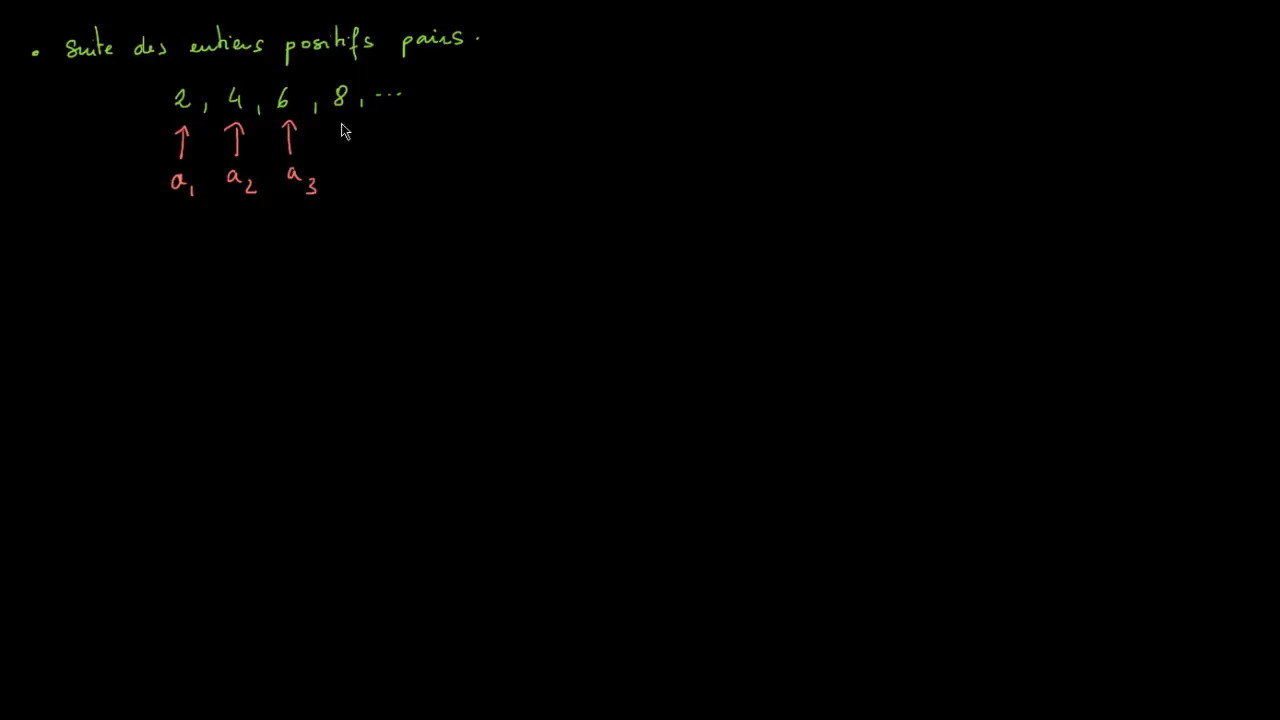 • Suite des entiers positifs pairs.
2, 4, 6, 8, ...
↑ ↑ ↑
a₁ a₂ a₃